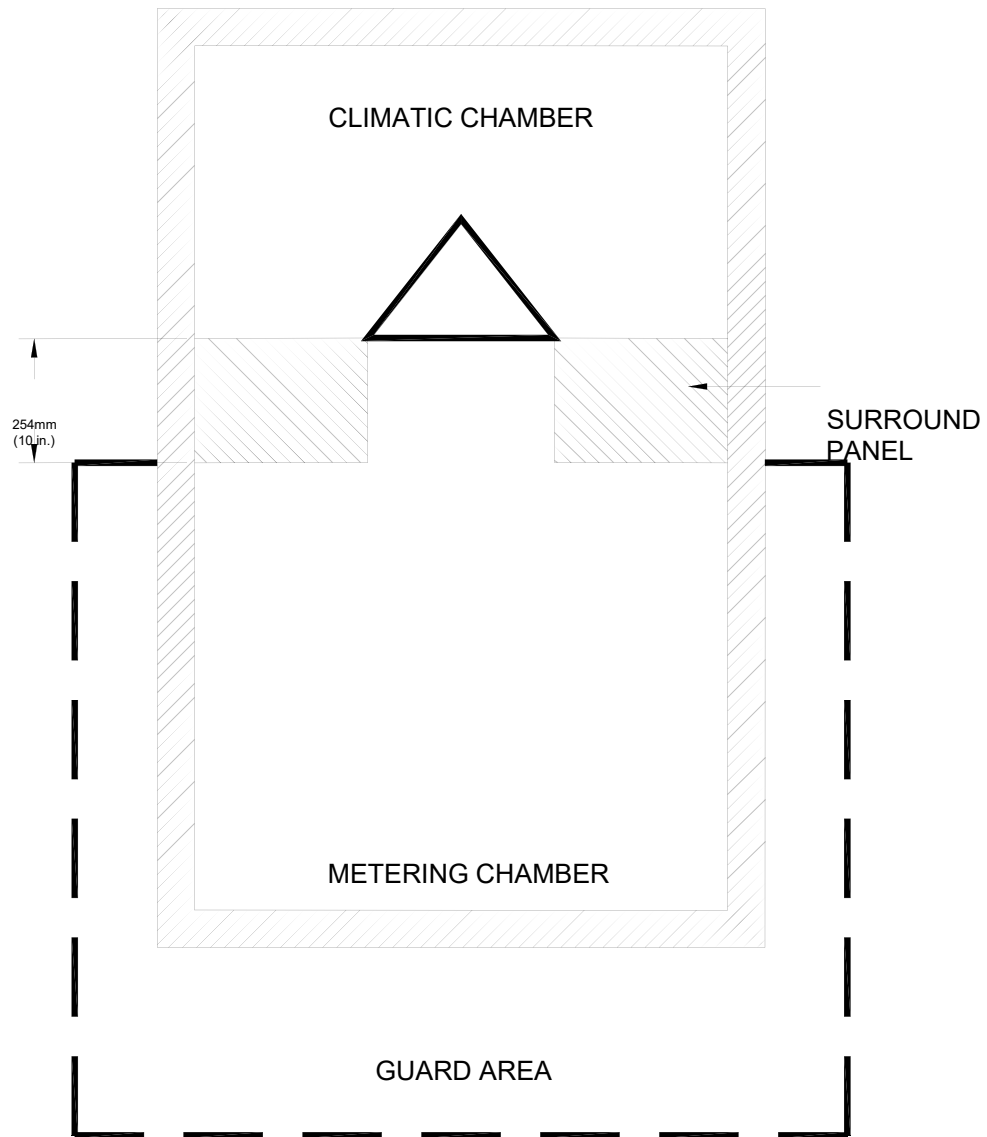 CLIMATIC CHAMBER
254mm
(10 in.)
SURROUND
PANEL
METERING CHAMBER
GUARD AREA